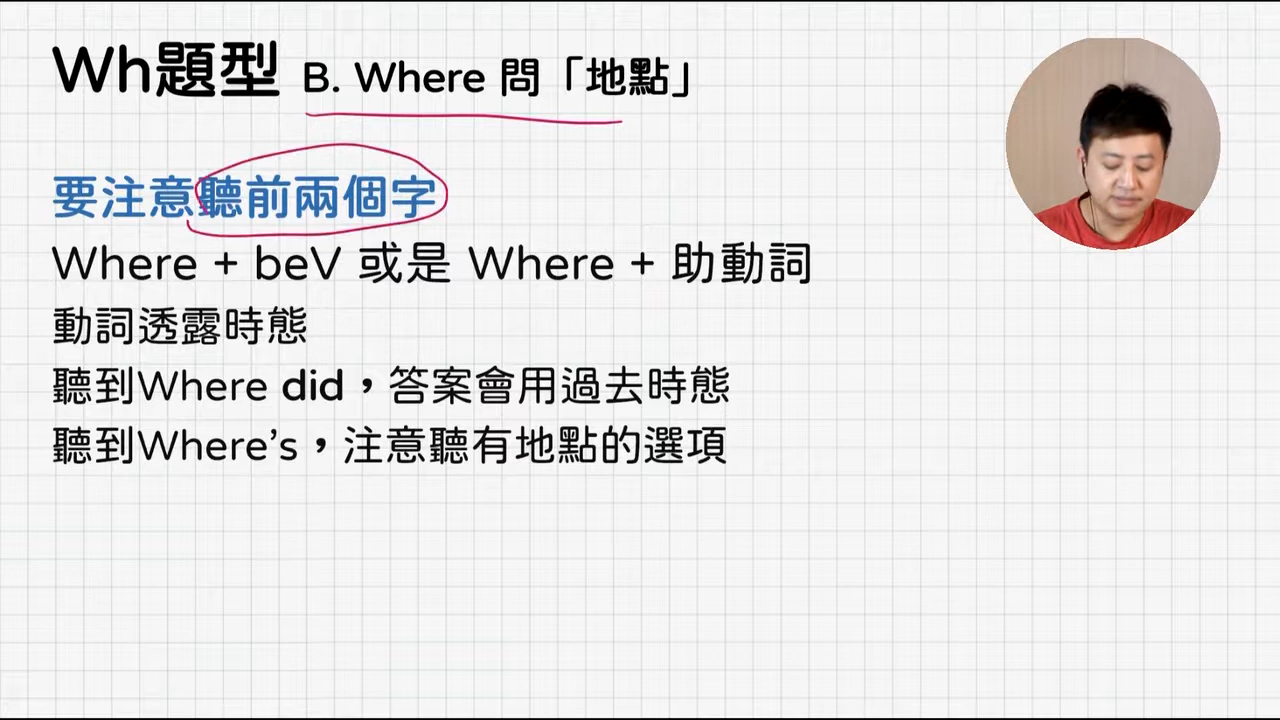 Wh題型 B. Where 問「地點」
要注意聽前兩個字
Where + beV 或是 Where + 助動詞
動詞透露時態
聽到Where did，答案會用過去時態
聽到Where's，注意聽有地點的選項